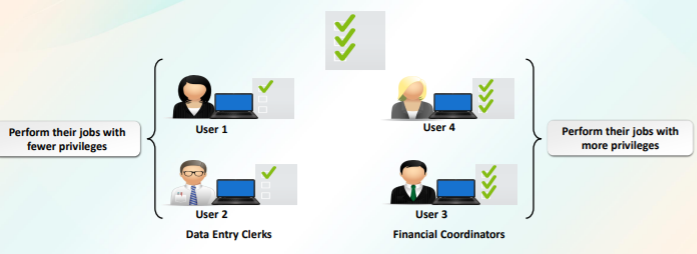 User 1
User 4
Perform their jobs with
fewer privileges
Perform their jobs with
more privileges
User 2
User 3
Data Entry Clerks
Financial Coordinators